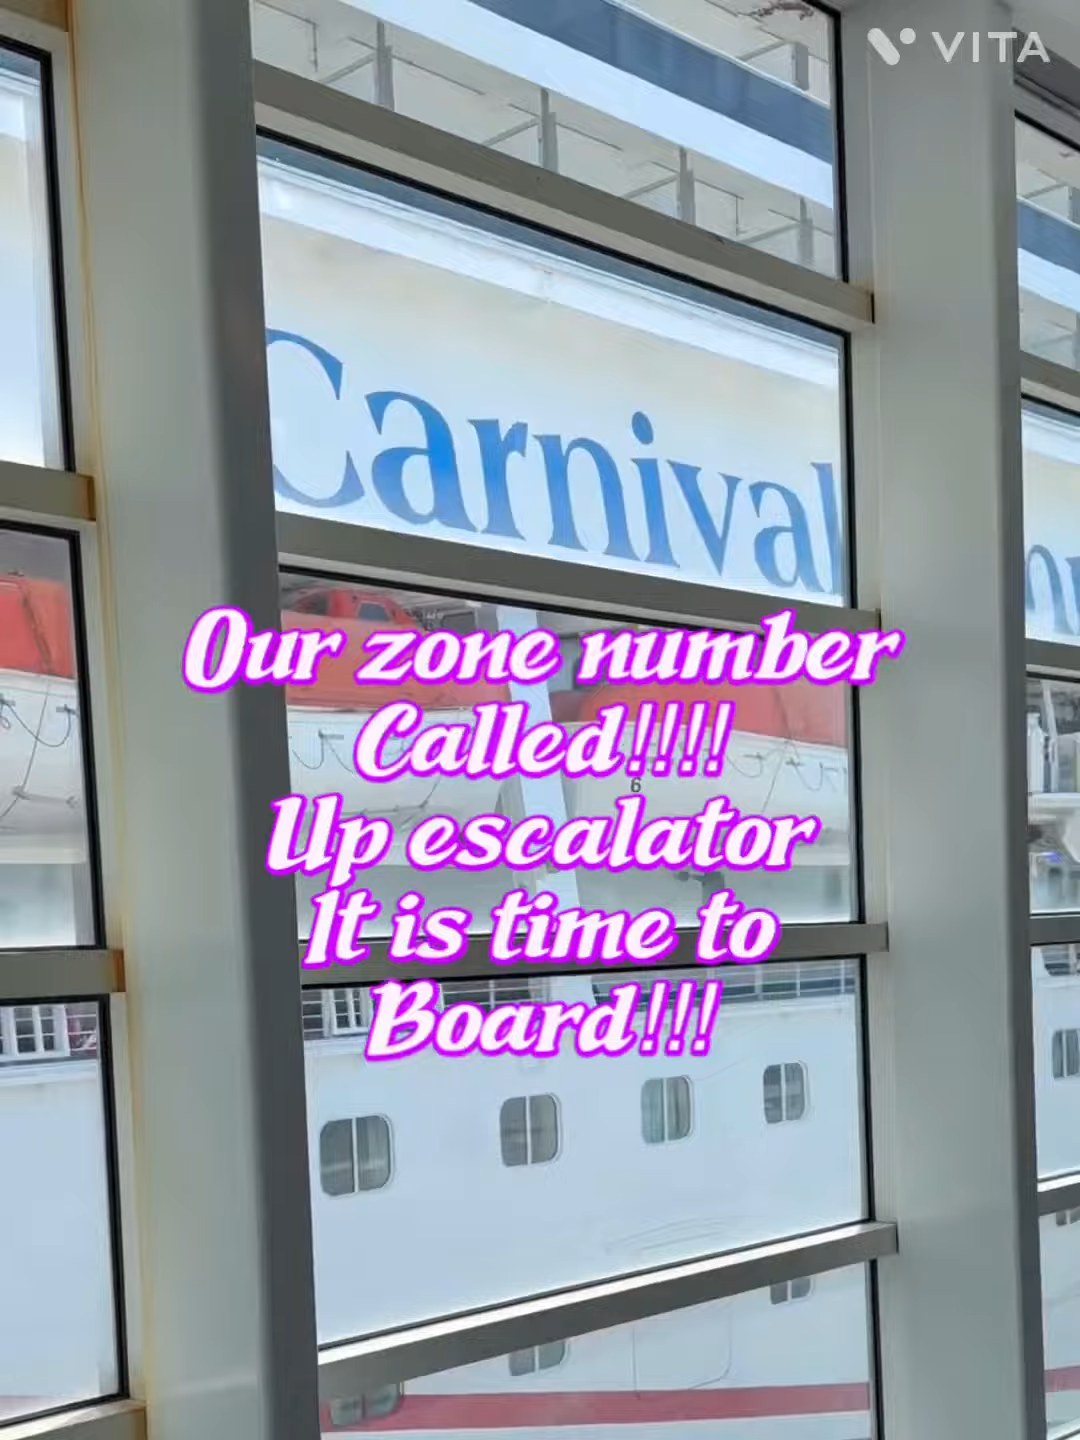 VITA
Carnival
Our zone number
Called!!!!
6
Up escalator
It is time to
Board!!!